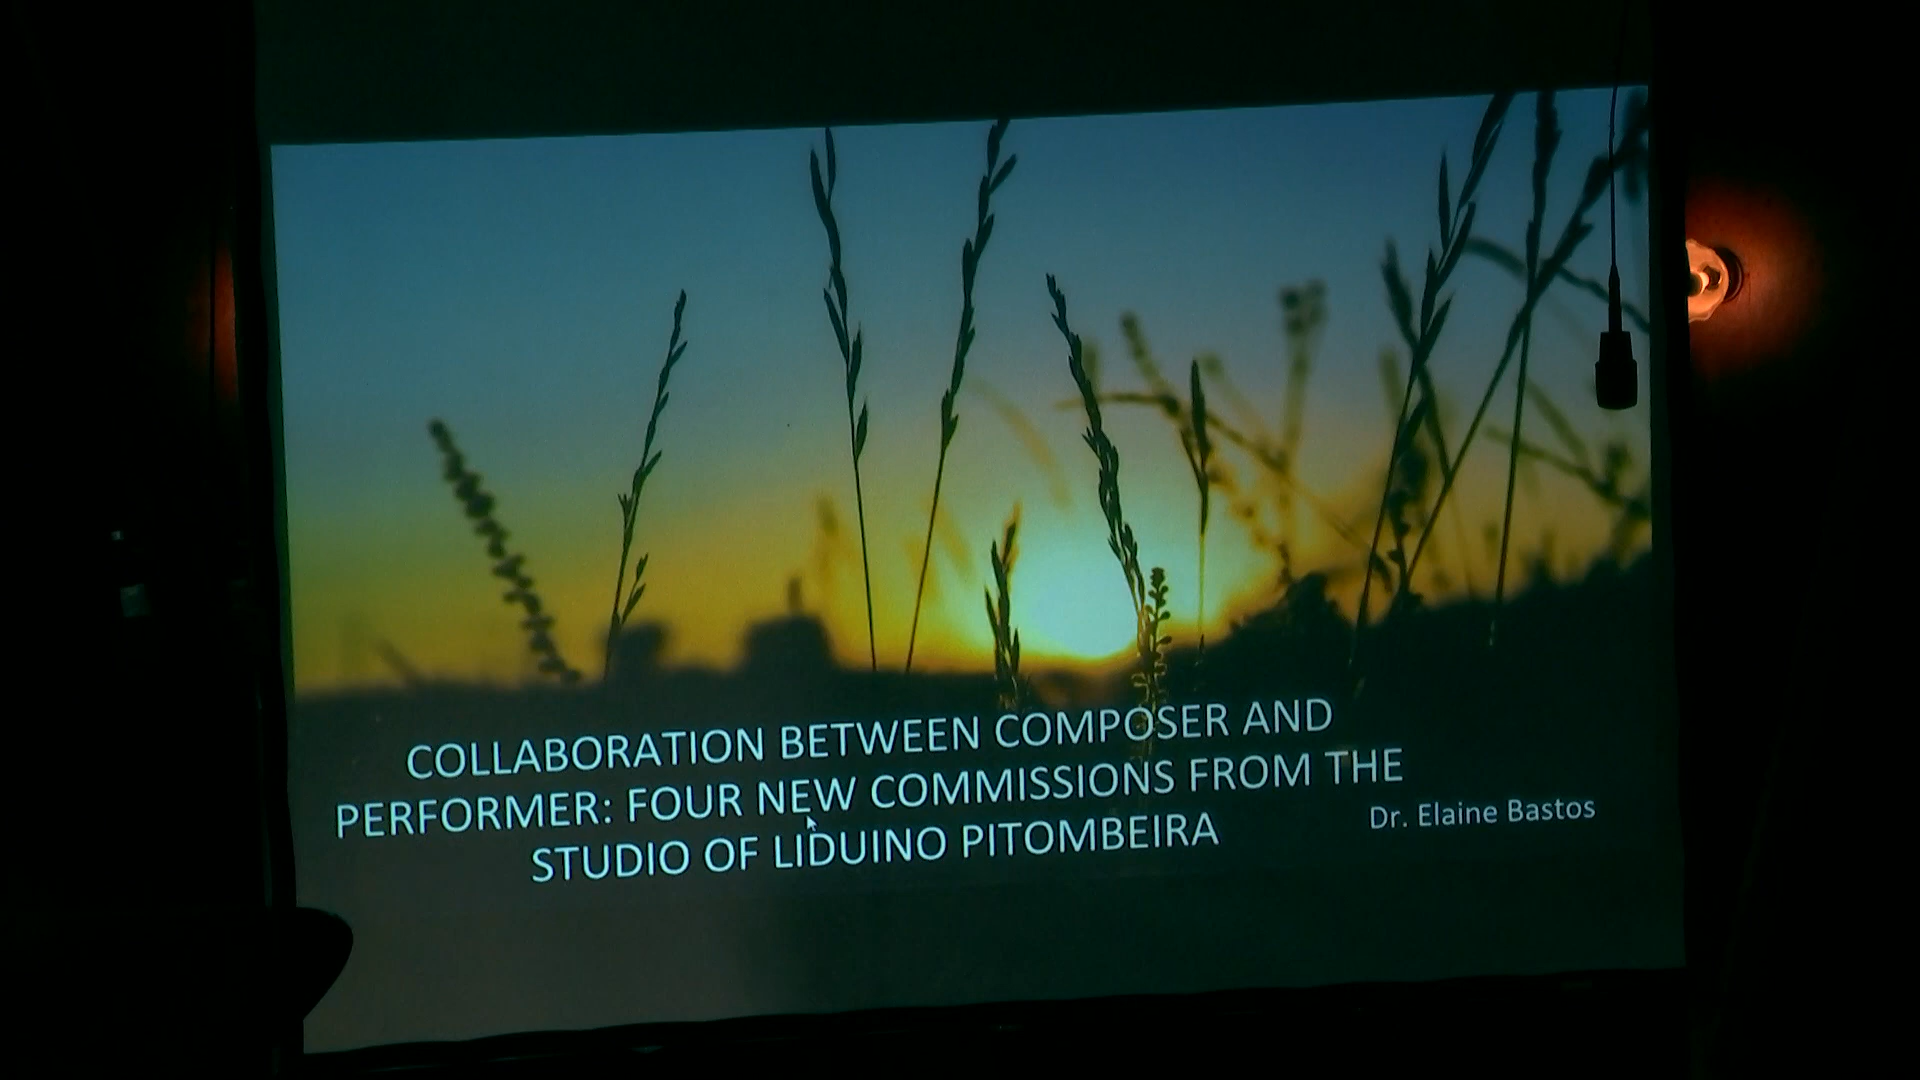 COLLABORATION BETWEEN COMPOSER AND
PERFORMER: FOUR NEW COMMISSIONS FROM THE
STUDIO OF LIDUINO PITOMBEIRA
Dr. Elaine Bastos